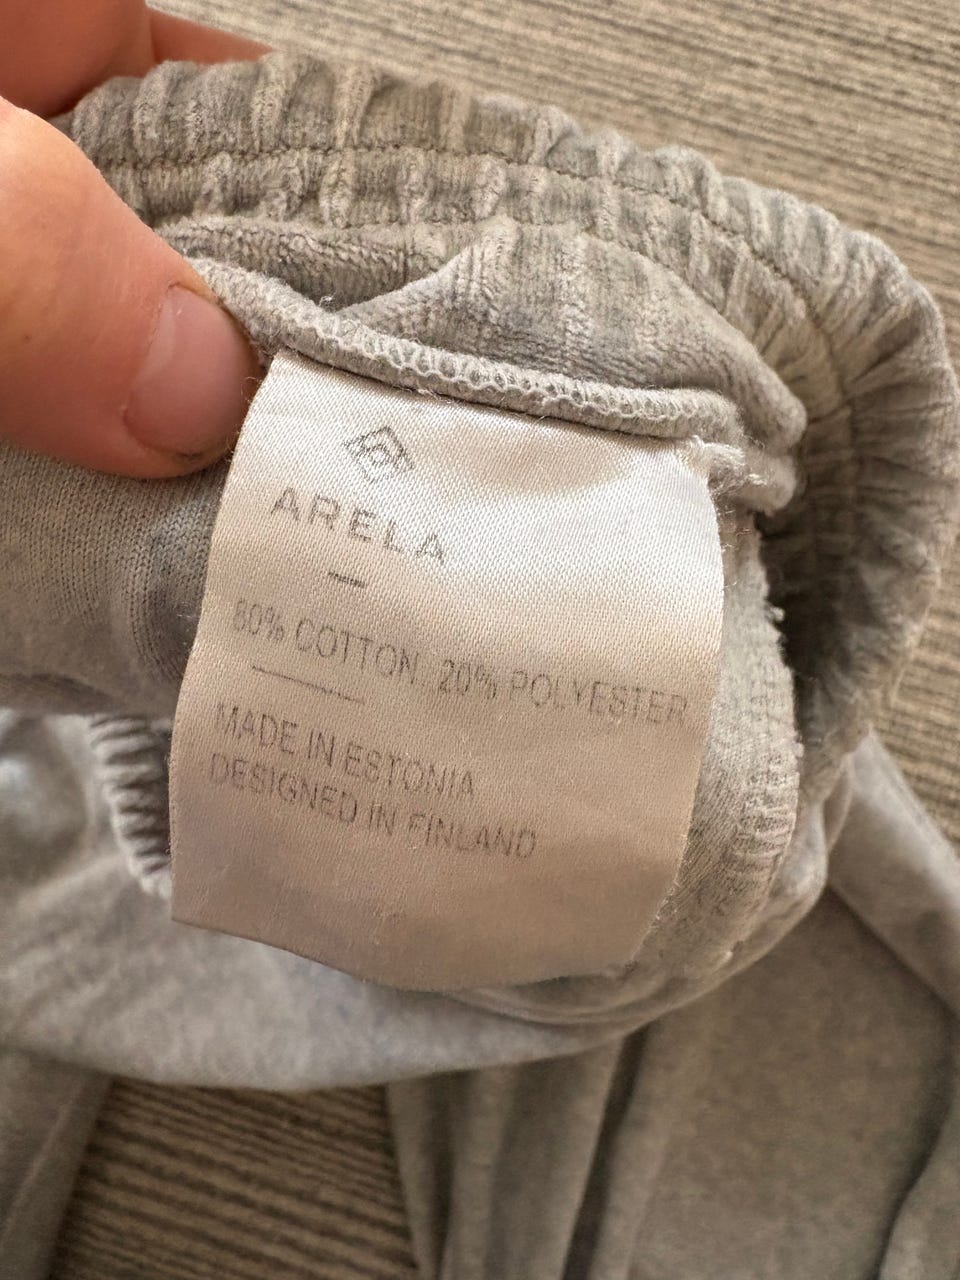 ARELA
80% COTTON, 20% POLYESTER
MADE IN ESTONIA
DESIGNED IN FINLAND